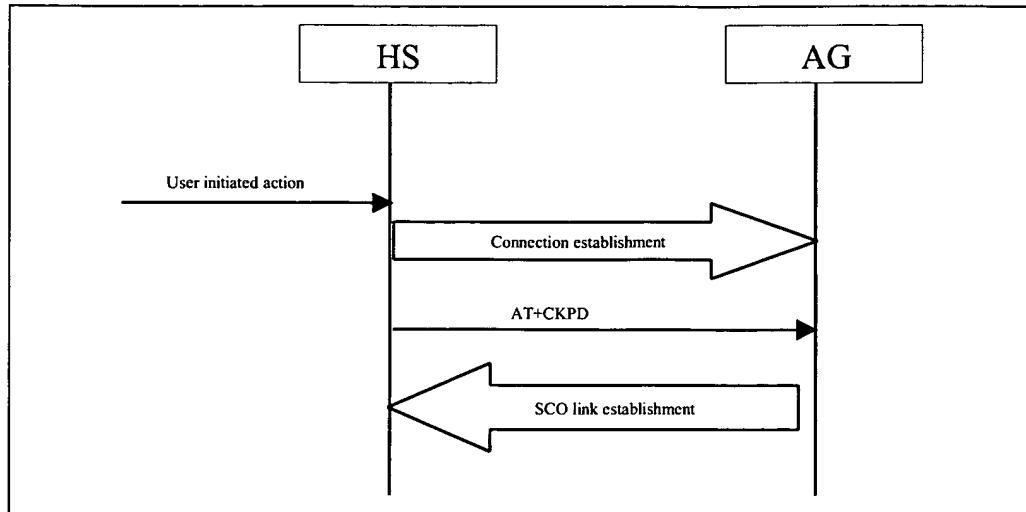 HS
AG
User initiated action
Connection establishment
AT+CKPD
SCO link establishment